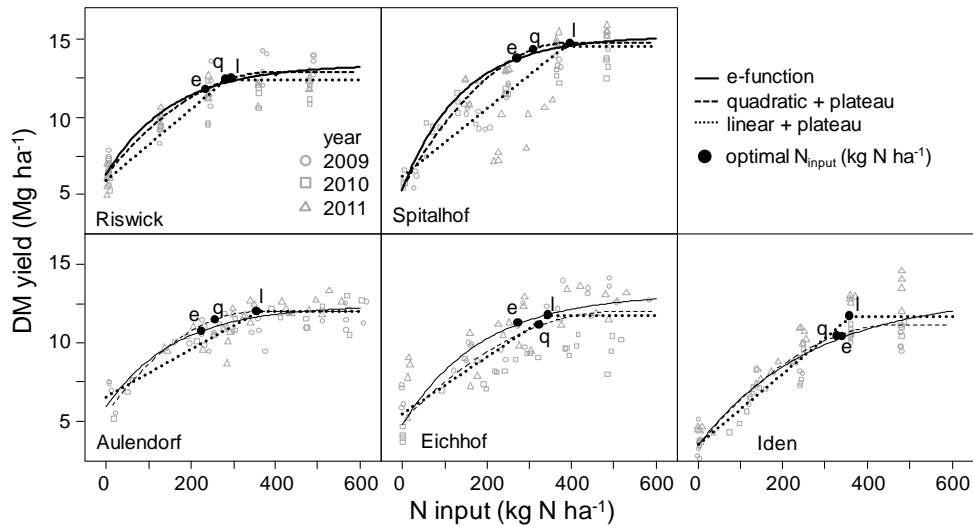 DM yield (Mg ha⁻¹)
15
10
5
e
q
l
year
2009
2010
2011
Riswick
e
q
l
Spitalhof
e-function
quadratic + plateau
linear + plateau
optimal Nᵢₙₚᵤₜ (kg N ha⁻¹)
15
10
5
e
q
l
Aulendorf
e
q
l
Eichhof
q
e
l
Iden
0 200 400 600
0 200 400 600
0 200 400 600
N input (kg N ha⁻¹)